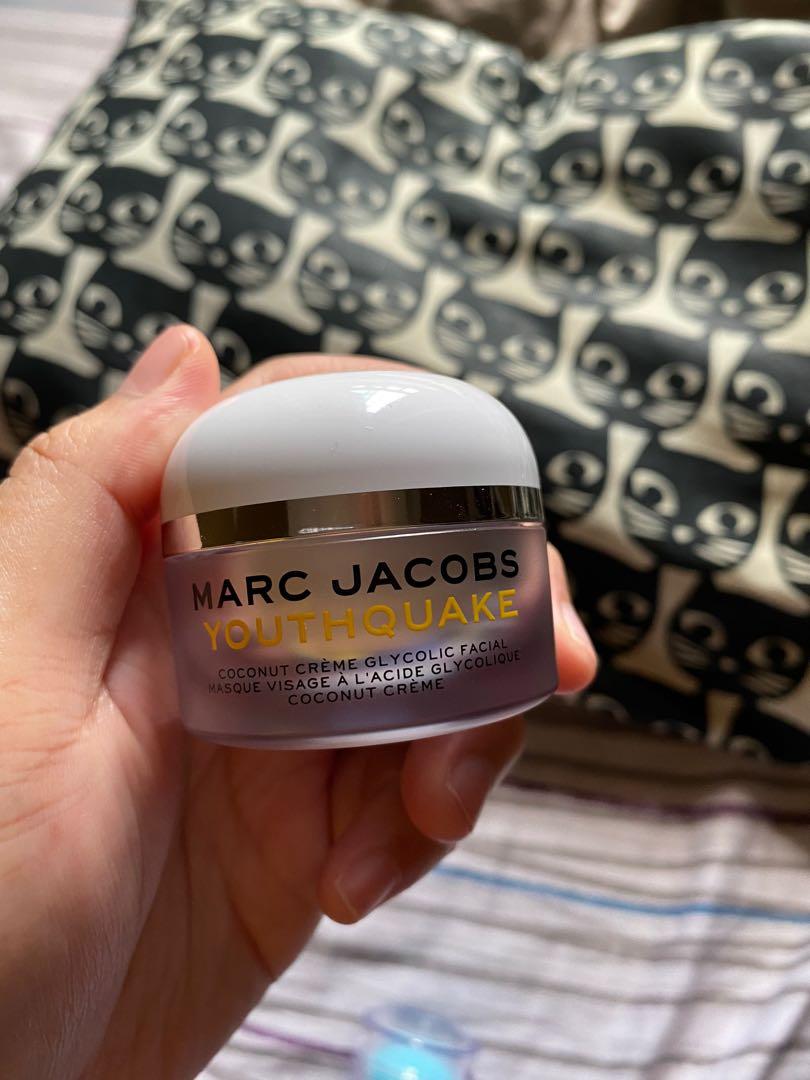 MARC JACOBS
YOUTHQUAKE
COCONUT CRÈME GLYCOLIC FACIAL
MASQUE VISAGE À L'ACIDE GLYCOLIQUE
COCONUT CRÈME